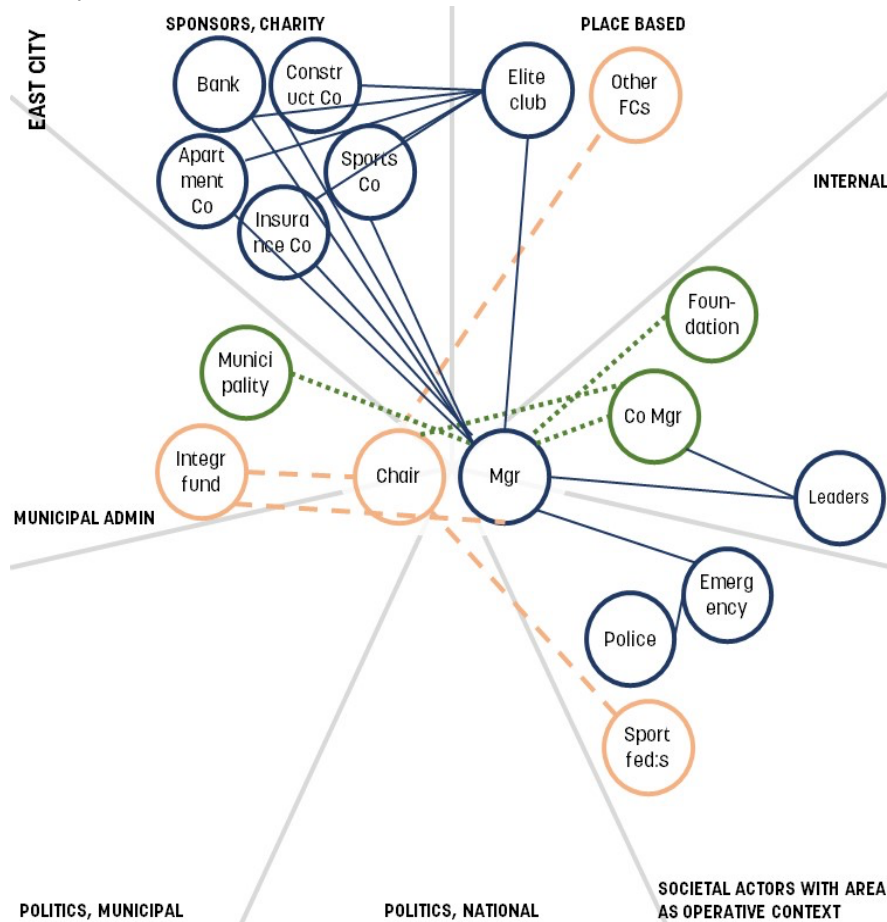 EAST CITY
SPONSORS, CHARITY
PLACE BASED
Bank
Constr
uct Co
Elite
club
Other
FCs
Apart
ment
Co
Sports
Co
Insura
nce Co
INTERNAL
Foun-
dation
Munici
pality
Co Mgr
Integr
fund
Chair
Mgr
Leaders
MUNICIPAL ADMIN
Emerg
ency
Police
Sport
fed:s
POLITICS, MUNICIPAL
POLITICS, NATIONAL
SOCIETAL ACTORS WITH AREA
AS OPERATIVE CONTEXT